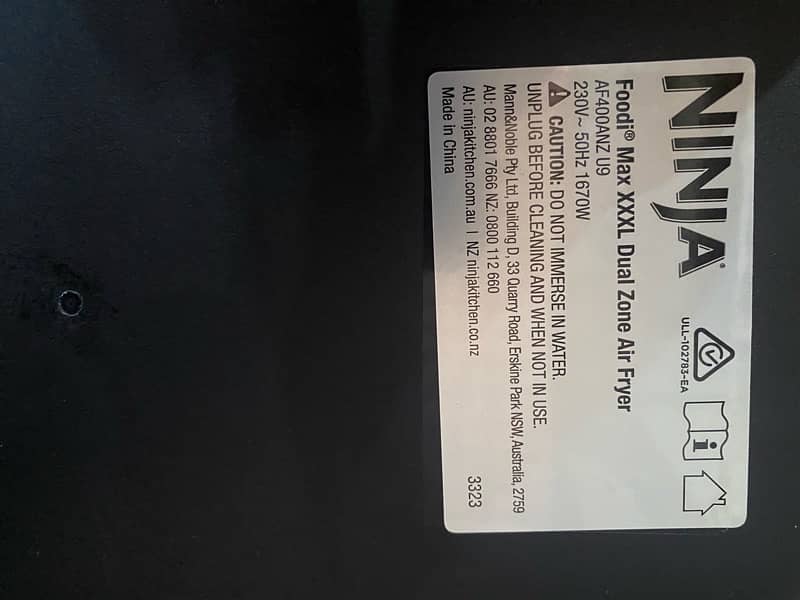 NINJA®
ULL-102783-EA
Foodi® Max XXXL Dual Zone Air Fryer
AF400ANZ U9
230V~ 50Hz 1670W
CAUTION: DO NOT IMMERSE IN WATER.
UNPLUG BEFORE CLEANING AND WHEN NOT IN USE.
Mann&Noble Pty Ltd, Building D, 33 Quarry Road, Erskine Park NSW, Australia, 2759
AU: 02 8801 7666 NZ: 0800 112 660
AU: ninjakitchen.com.au | NZ ninjakitchen.co.nz
Made in China
3323